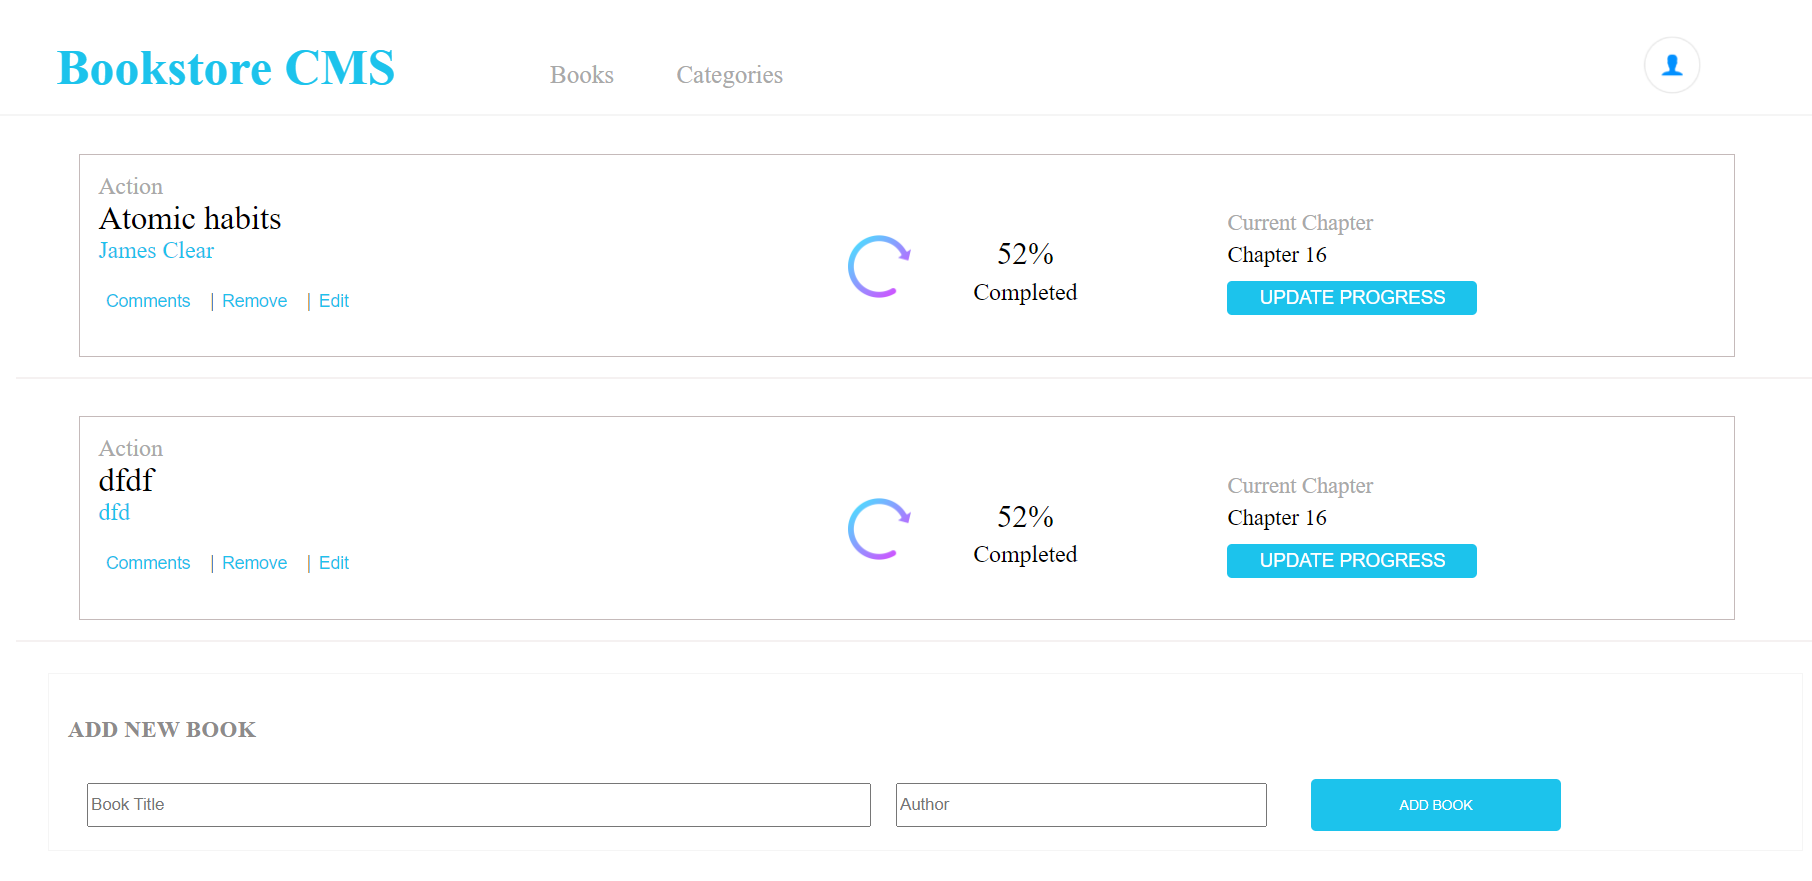 Bookstore CMS
Books
Categories
Action
Atomic habits
James Clear
Comments | Remove | Edit
52%
Completed
Current Chapter
Chapter 16
UPDATE PROGRESS
Action
dfdf
dfd
Comments | Remove | Edit
52%
Completed
Current Chapter
Chapter 16
UPDATE PROGRESS
ADD NEW BOOK
Book Title
Author
ADD BOOK